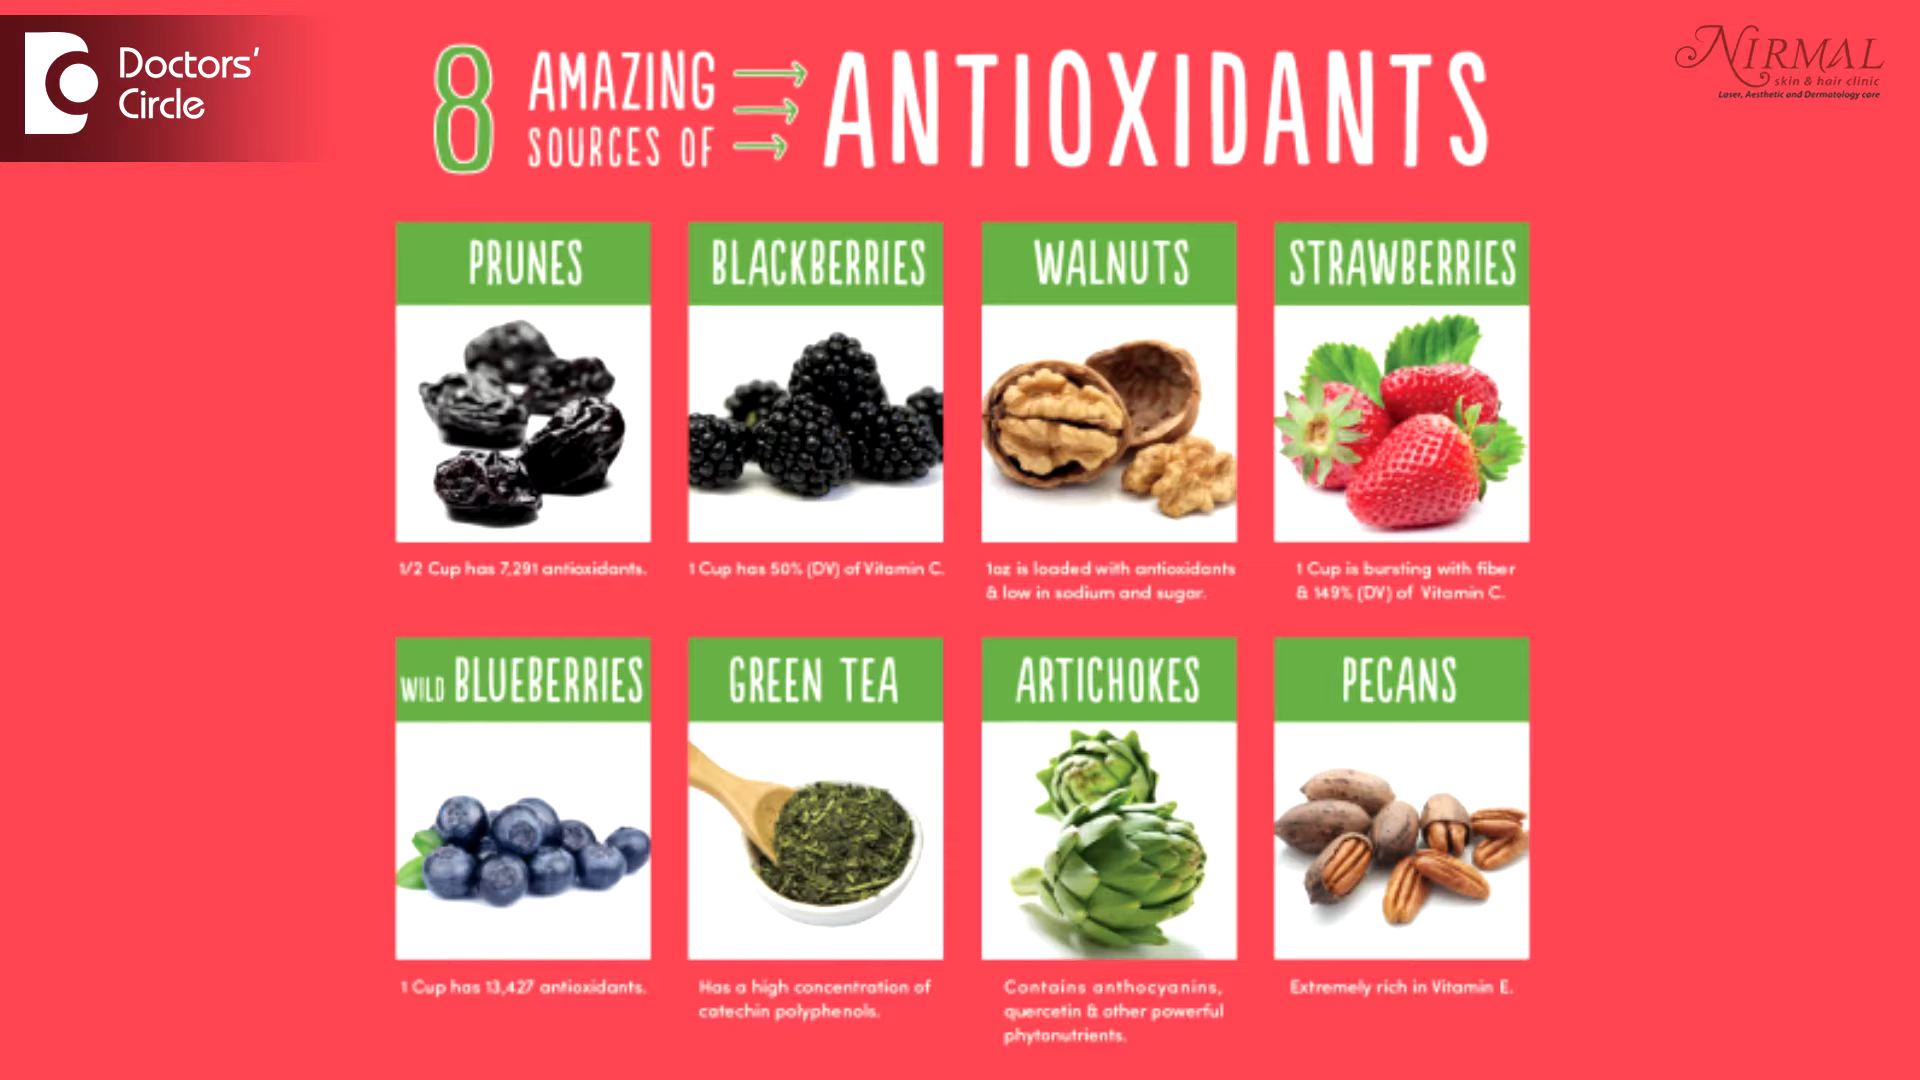 Doctors'
Circle
8 AMAZING
SOURCES OF
ANTIOXIDANTS
NIRMAL
skin & hair clinic
Laser, Aesthetic and Dermatology care
PRUNES
1/2 Cup has 7,291 antioxidants.
BLACKBERRIES
1 Cup has 50% (DV) of Vitamin C.
WALNUTS
1oz is loaded with antioxidants
& low in sodium and sugar.
STRAWBERRIES
1 Cup is bursting with fiber
& 149% (DV) of Vitamin C.
WILD BLUEBERRIES
1 Cup has 13,427 antioxidants.
GREEN TEA
Has a high concentration of
catechin polyphenols.
ARTICHOKES
Contains anthocyanins,
quercetin & other powerful
phytonutrients.
PECANS
Extremely rich in Vitamin E.